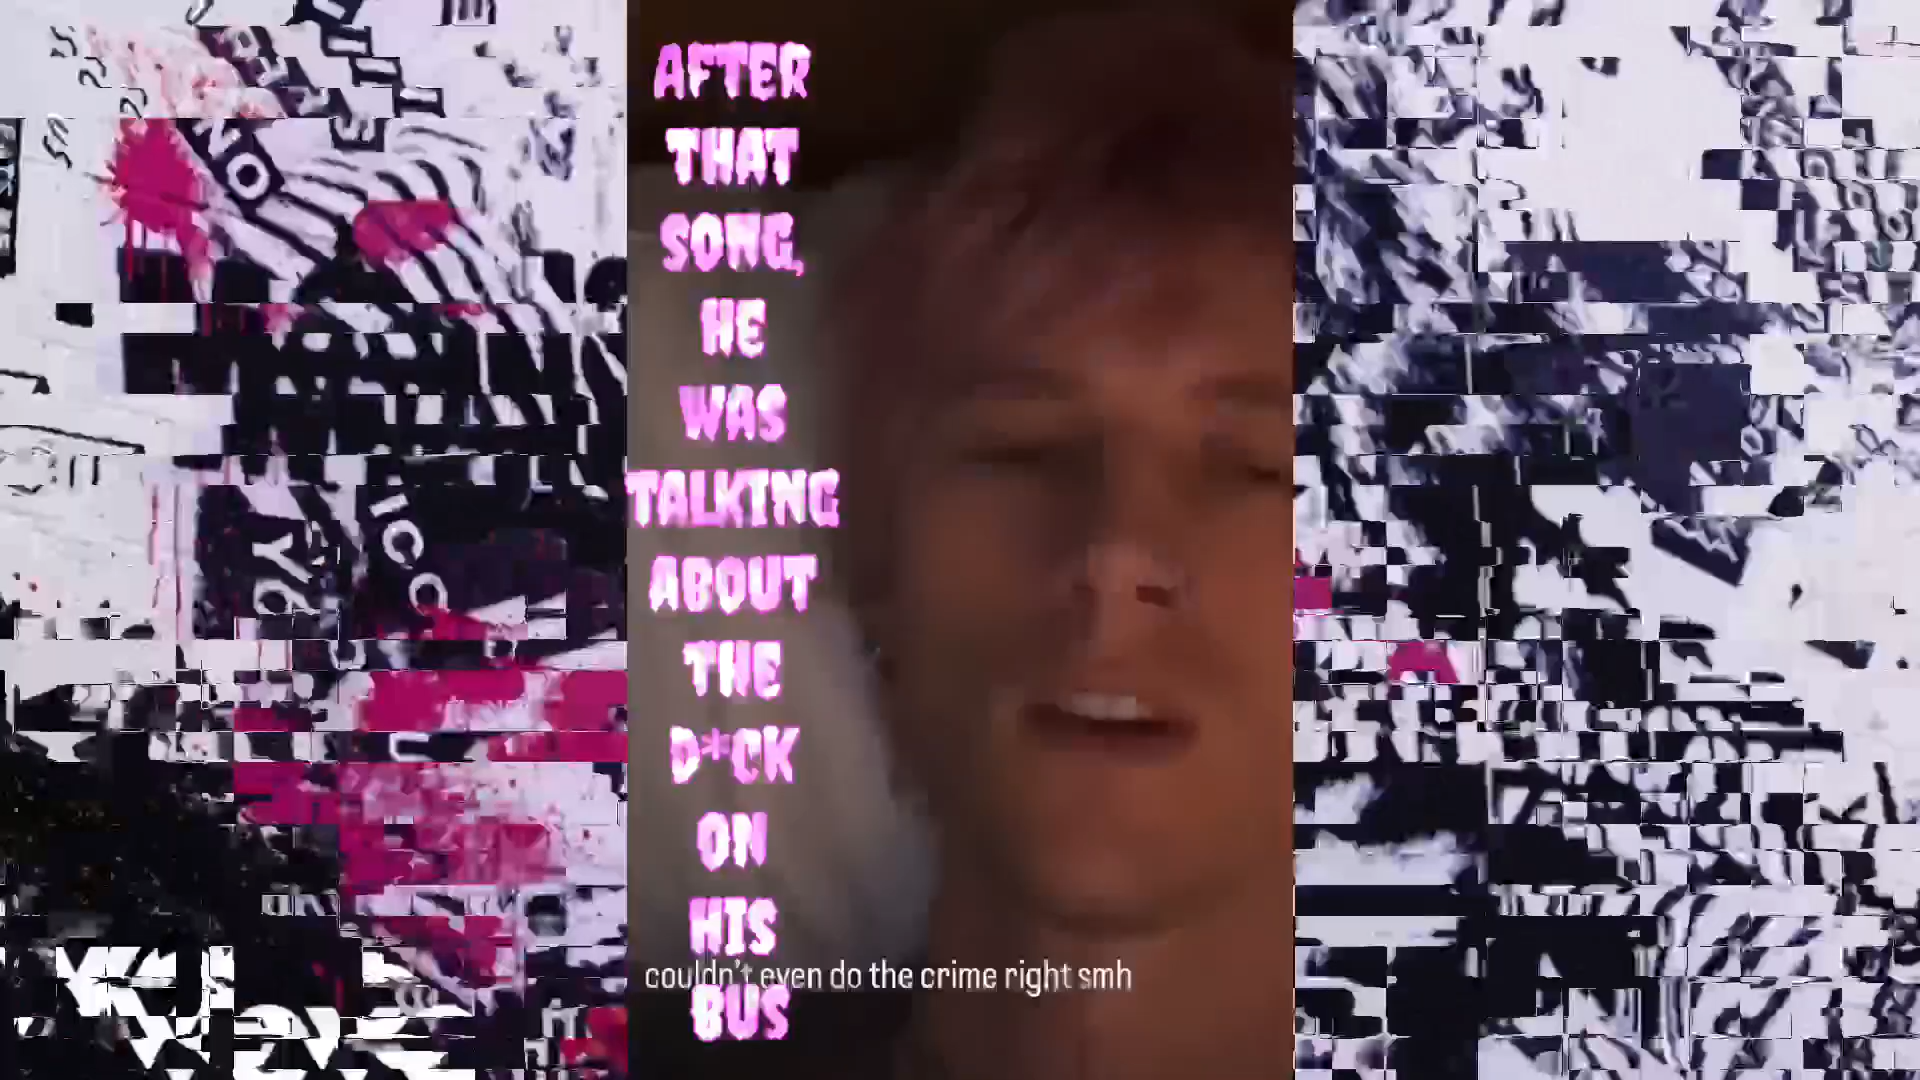 AFTER
THAT
SONG,
HE
WAS
TALKING
ABOUT
THE
D*CK
ON
HIS
BUS
couldn't even do the crime right smh